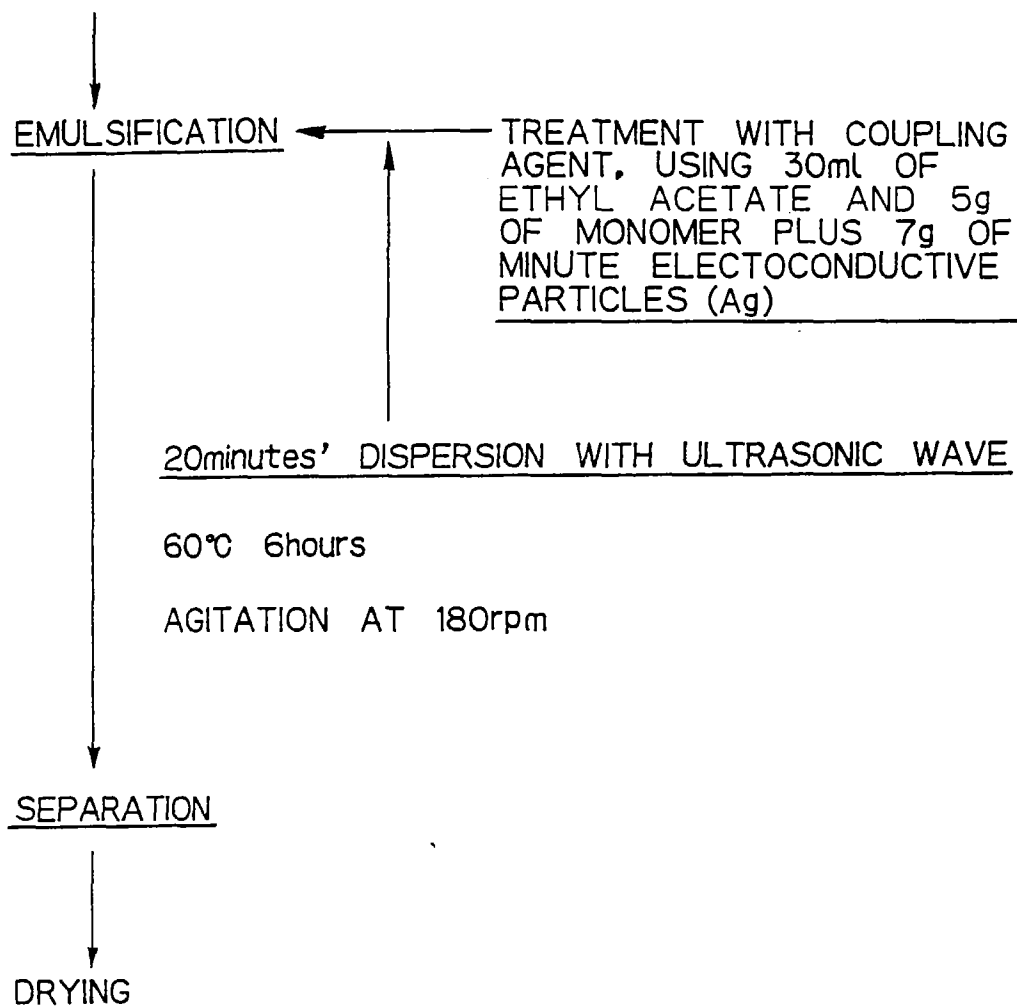 EMULSIFICATION
TREATMENT WITH COUPLING
AGENT. USING 30ml OF
ETHYL ACETATE AND 5g
OF MONOMER PLUS 7g OF
MINUTE ELECTOCONDUCTIVE
PARTICLES (Ag)
20minutes' DISPERSION WITH ULTRASONIC WAVE
60℃ 6hours
AGITATION AT 180rpm
SEPARATION
DRYING